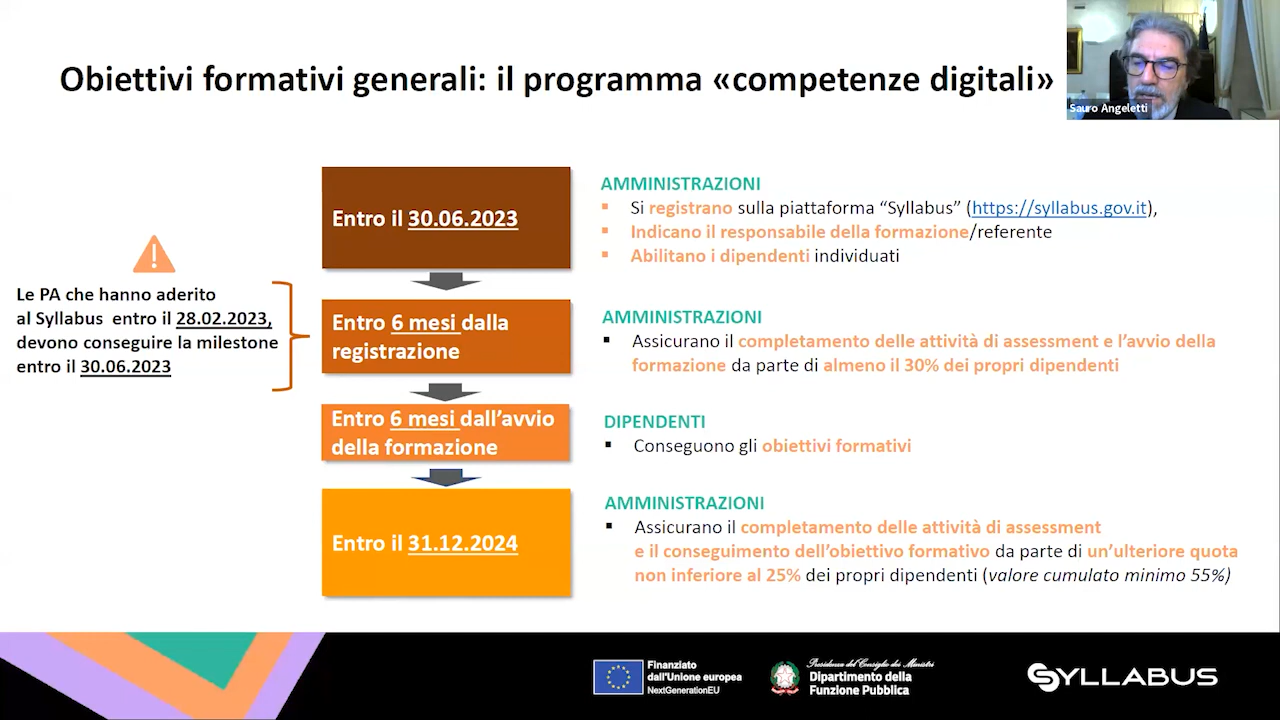 Obiettivi formativi generali: il programma «competenze digitali»
Sauro Angeletti
Le PA che hanno aderito
al Syllabus entro il 28.02.2023,
devono conseguire la milestone
entro il 30.06.2023
Entro il 30.06.2023
AMMINISTRAZIONI
Si registrano sulla piattaforma “Syllabus” (https://syllabus.gov.it),
Indicano il responsabile della formazione/referente
Abilitano i dipendenti individuati
Entro 6 mesi dalla
registrazione
AMMINISTRAZIONI
Assicurano il completamento delle attività di assessment e l’avvio della
formazione da parte di almeno il 30% dei propri dipendenti
Entro 6 mesi dall’avvio
della formazione
DIPENDENTI
Conseguono gli obiettivi formativi
Entro il 31.12.2024
AMMINISTRAZIONI
Assicurano il completamento delle attività di assessment
e il conseguimento dell’obiettivo formativo da parte di un’ulteriore quota
non inferiore al 25% dei propri dipendenti (valore cumulato minimo 55%)
Finanziato
dall'Unione europea
NextGenerationEU
Presidenza del Consiglio dei Ministri
Dipartimento della
Funzione Pubblica
SYLLABUS